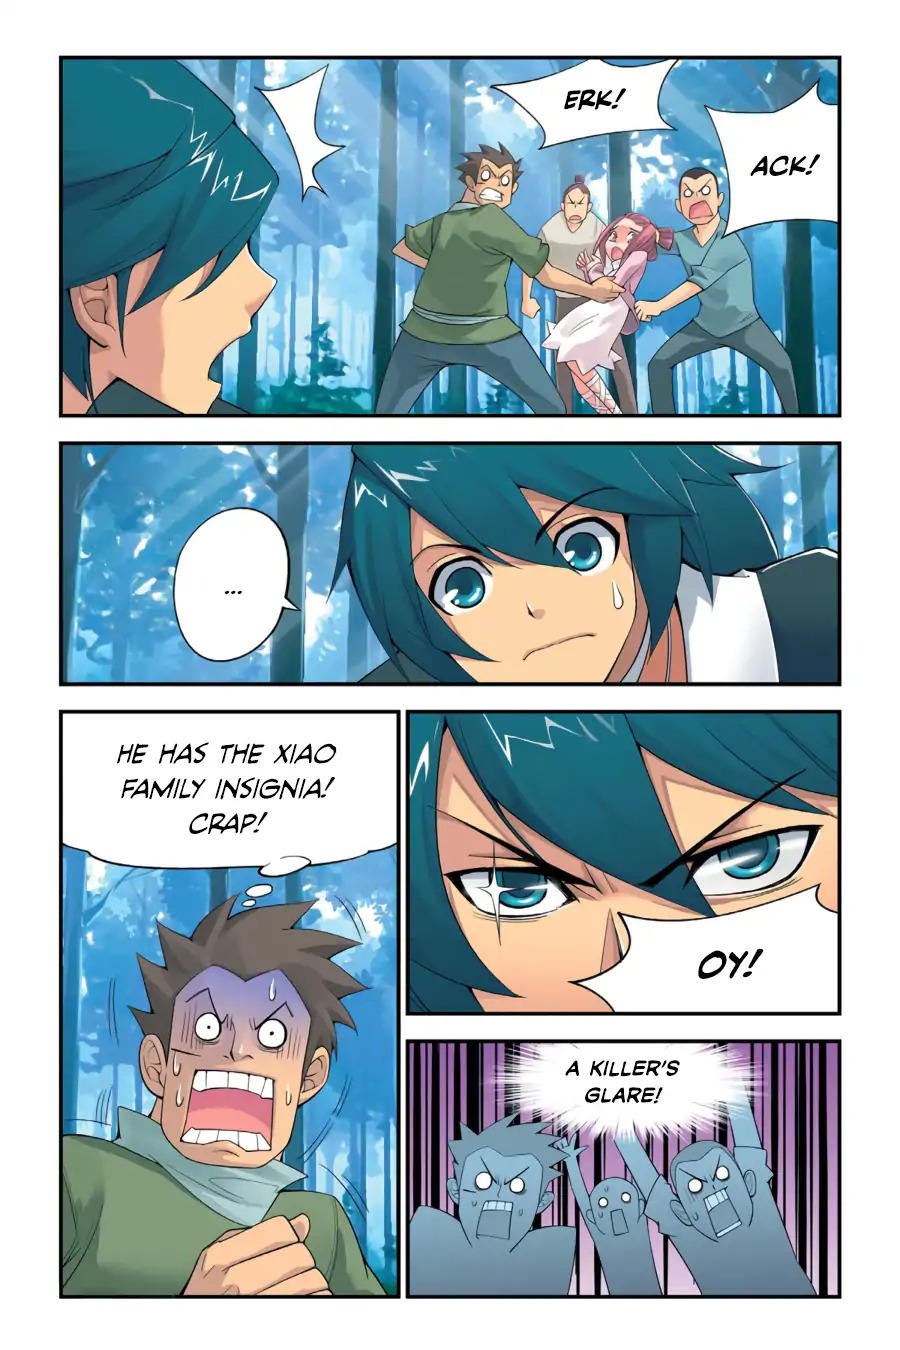 ERK!
ACK!
...
HE HAS THE XIAO
FAMILY INSIGNIA!
CRAP!
OY!
A KILLER'S
GLARE!